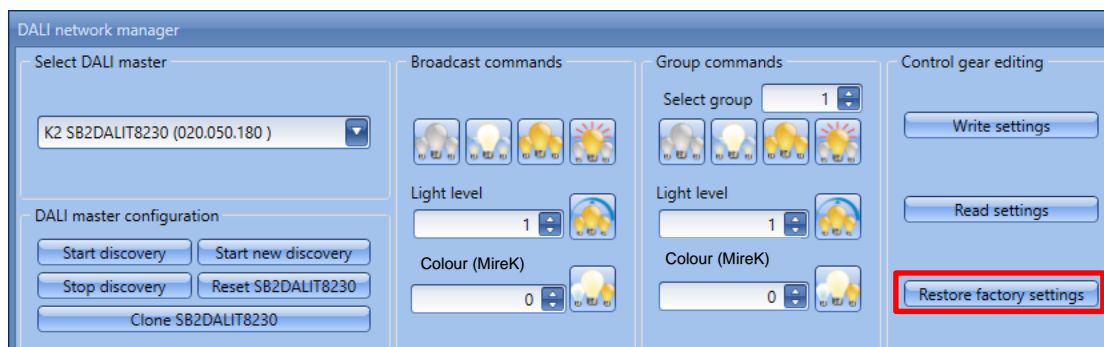 DALI network manager
Select DALI master
K2 SB2DALIT8230 (020.050.180 )
DALI master configuration
Start discovery
Start new discovery
Stop discovery
Reset SB2DALIT8230
Clone SB2DALIT8230
Broadcast commands
Light level
1
Colour (MireK)
0
Group commands
Select group
1
Light level
1
Colour (MireK)
0
Control gear editing
Write settings
Read settings
Restore factory settings